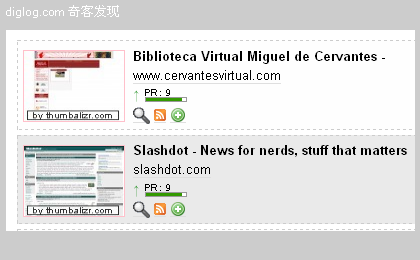 diglog.com 奇客发现
Biblioteca Virtual Miguel de Cervantes -
www.cervantesvirtual.com
PR: 9
by thumbalizr.com
Slashdot - News for nerds, stuff that matters
slashdot.com
PR: 9
by thumbalizr.com